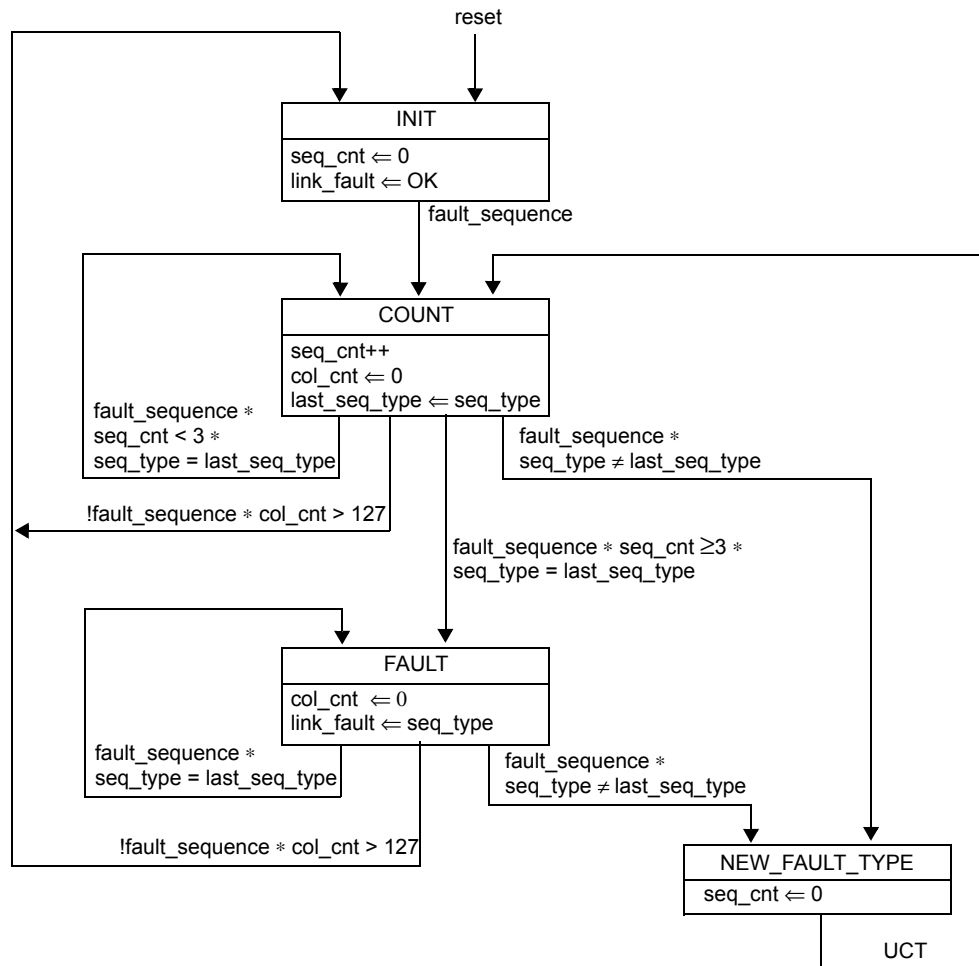 reset
INIT
seq_cnt ⇐ 0
link_fault ⇐ OK
fault_sequence
COUNT
seq_cnt++
col_cnt ⇐ 0
last_seq_type ⇐ seq_type
fault_sequence ∗
seq_cnt < 3 ∗
seq_type = last_seq_type
fault_sequence ∗
seq_type ≠ last_seq_type
!fault_sequence ∗ col_cnt > 127
fault_sequence ∗ seq_cnt ≥3 ∗
seq_type = last_seq_type
FAULT
col_cnt ⇐ 0
link_fault ⇐ seq_type
fault_sequence ∗
seq_type = last_seq_type
fault_sequence ∗
seq_type ≠ last_seq_type
!fault_sequence ∗ col_cnt > 127
NEW_FAULT_TYPE
seq_cnt ⇐ 0
UCT